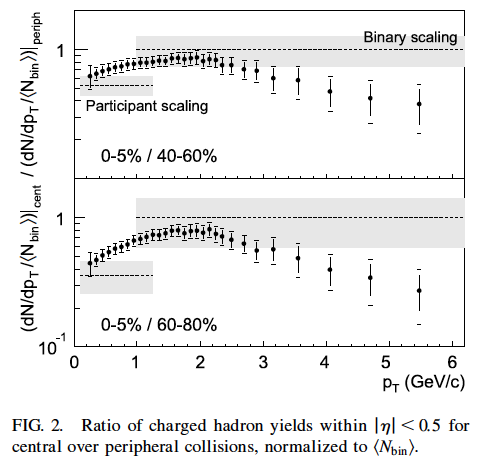 (dN/dpT/⟨Nbin⟩)|cent / (dN/dpT/⟨Nbin⟩)|periph
1
Binary scaling
Participant scaling
0-5% / 40-60%
1
0-5% / 60-80%
10-1
0 1 2 3 4 5 6
pT (GeV/c)
FIG. 2. Ratio of charged hadron yields within |η| < 0.5 for
central over peripheral collisions, normalized to ⟨Nbin⟩.